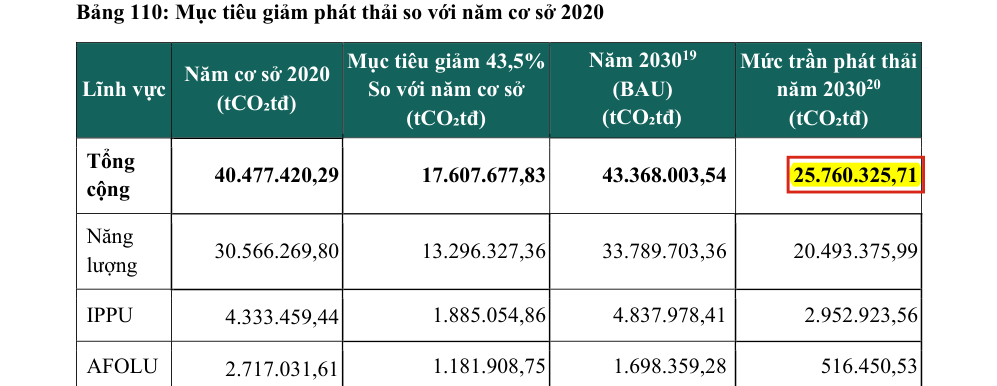 Bảng 110: Mục tiêu giảm phát thải so với năm cơ sở 2020
Lĩnh vực
Năm cơ sở 2020
(tCO₂tđ)
Mục tiêu giảm 43,5%
So với năm cơ sở
(tCO₂tđ)
Năm 2030¹⁹
(BAU)
(tCO₂tđ)
Mức trần phát thải
năm 2030²⁰
(tCO₂tđ)
Tổng
cộng
40.477.420,29
17.607.677,83
43.368.003,54
25.760.325,71
Năng
lượng
30.566.269,80
13.296.327,36
33.789.703,36
20.493.375,99
IPPU
4.333.459,44
1.885.054,86
4.837.978,41
2.952.923,56
AFOLU
2.717.031,61
1.181.908,75
1.698.359,28
516.450,53